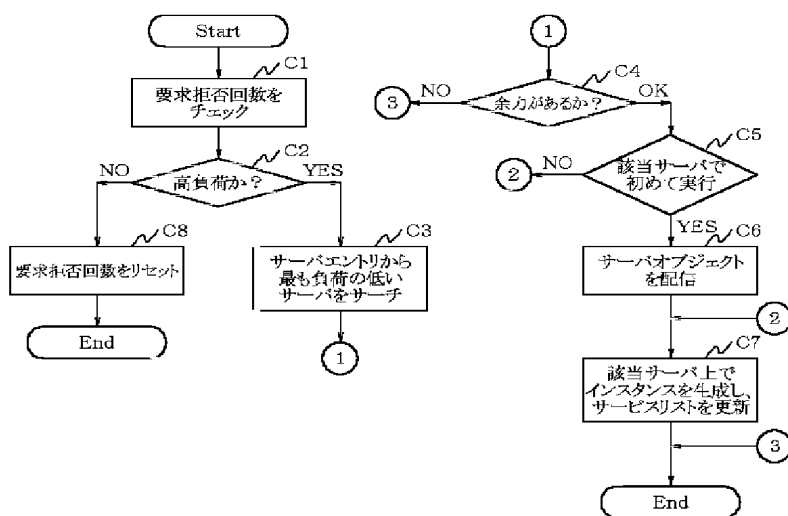 Start
C1
要求拒否回数を
チェック
C2
NO
高負荷か？
YES
C8
要求拒否回数をリセット
End
C3
サーバエントリから
最も負荷の低い
サーバをサーチ
1
1
C4
3
NO
余力があるか？
OK
C5
2
NO
該当サーバで
初めて実行
YES
C6
サーバオブジェクト
を配信
2
C7
該当サーバ上で
インスタンスを生成し、
サービスリストを更新
3
End